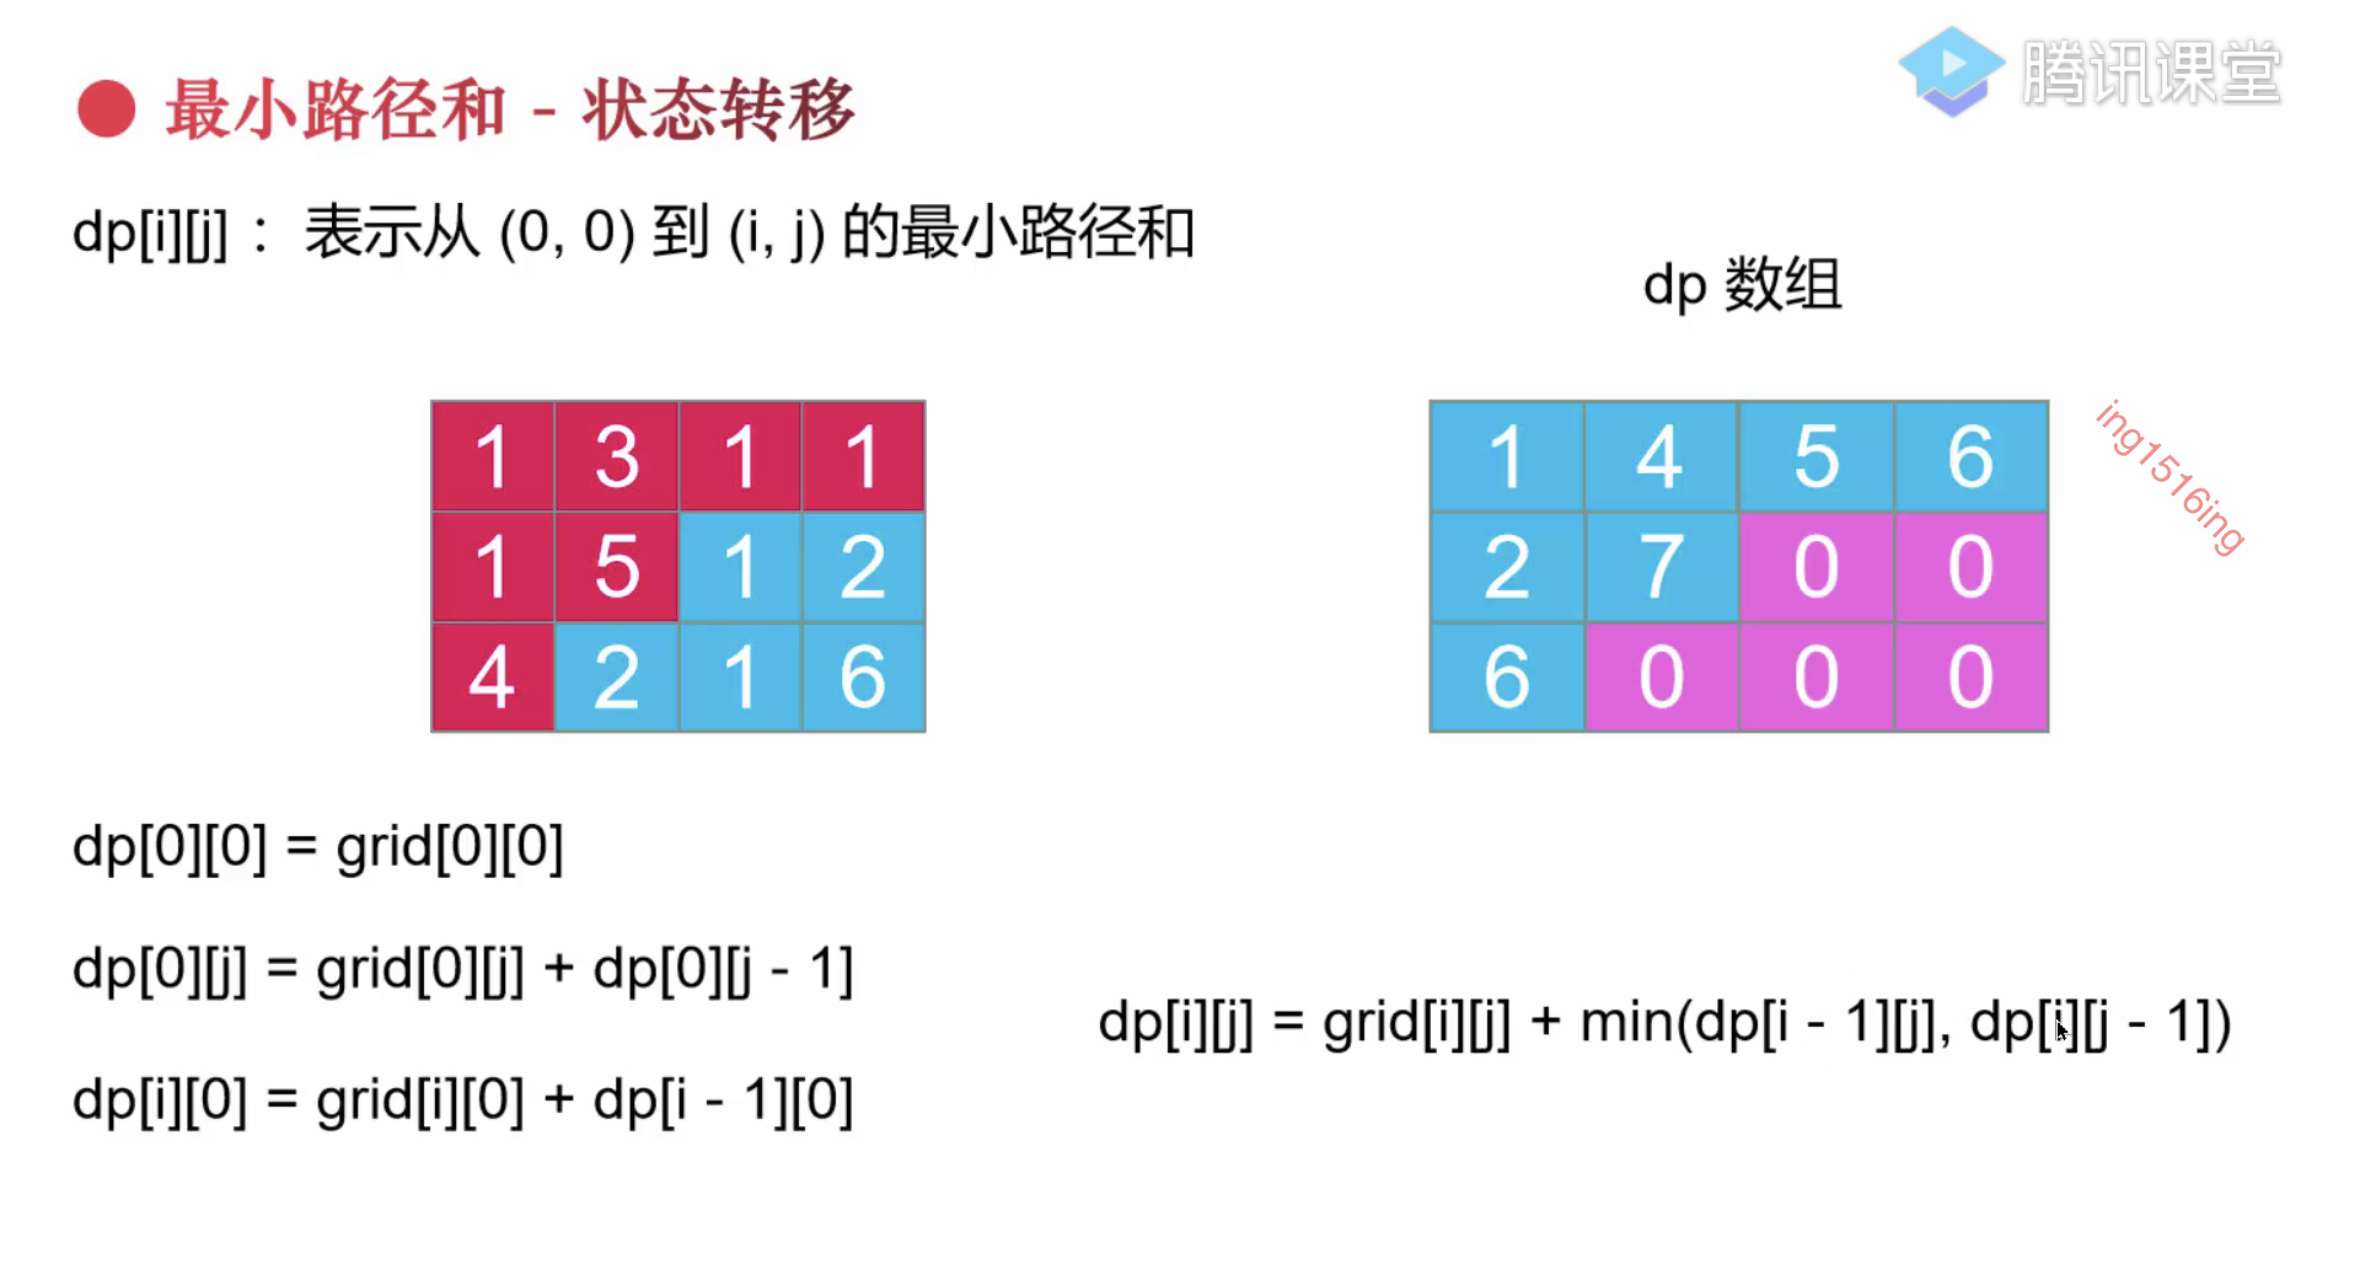 腾讯课堂
最小路径和 - 状态转移
dp[i][j] : 表示从 (0, 0) 到 (i, j) 的最小路径和
dp 数组
1 3 1 1
1 5 1 2
4 2 1 6
1 4 5 6
2 7 0 0
6 0 0 0
ing1516ing
dp[0][0] = grid[0][0]
dp[0][j] = grid[0][j] + dp[0][j - 1]
dp[i][0] = grid[i][0] + dp[i - 1][0]
dp[i][j] = grid[i][j] + min(dp[i - 1][j], dp[i][j - 1])